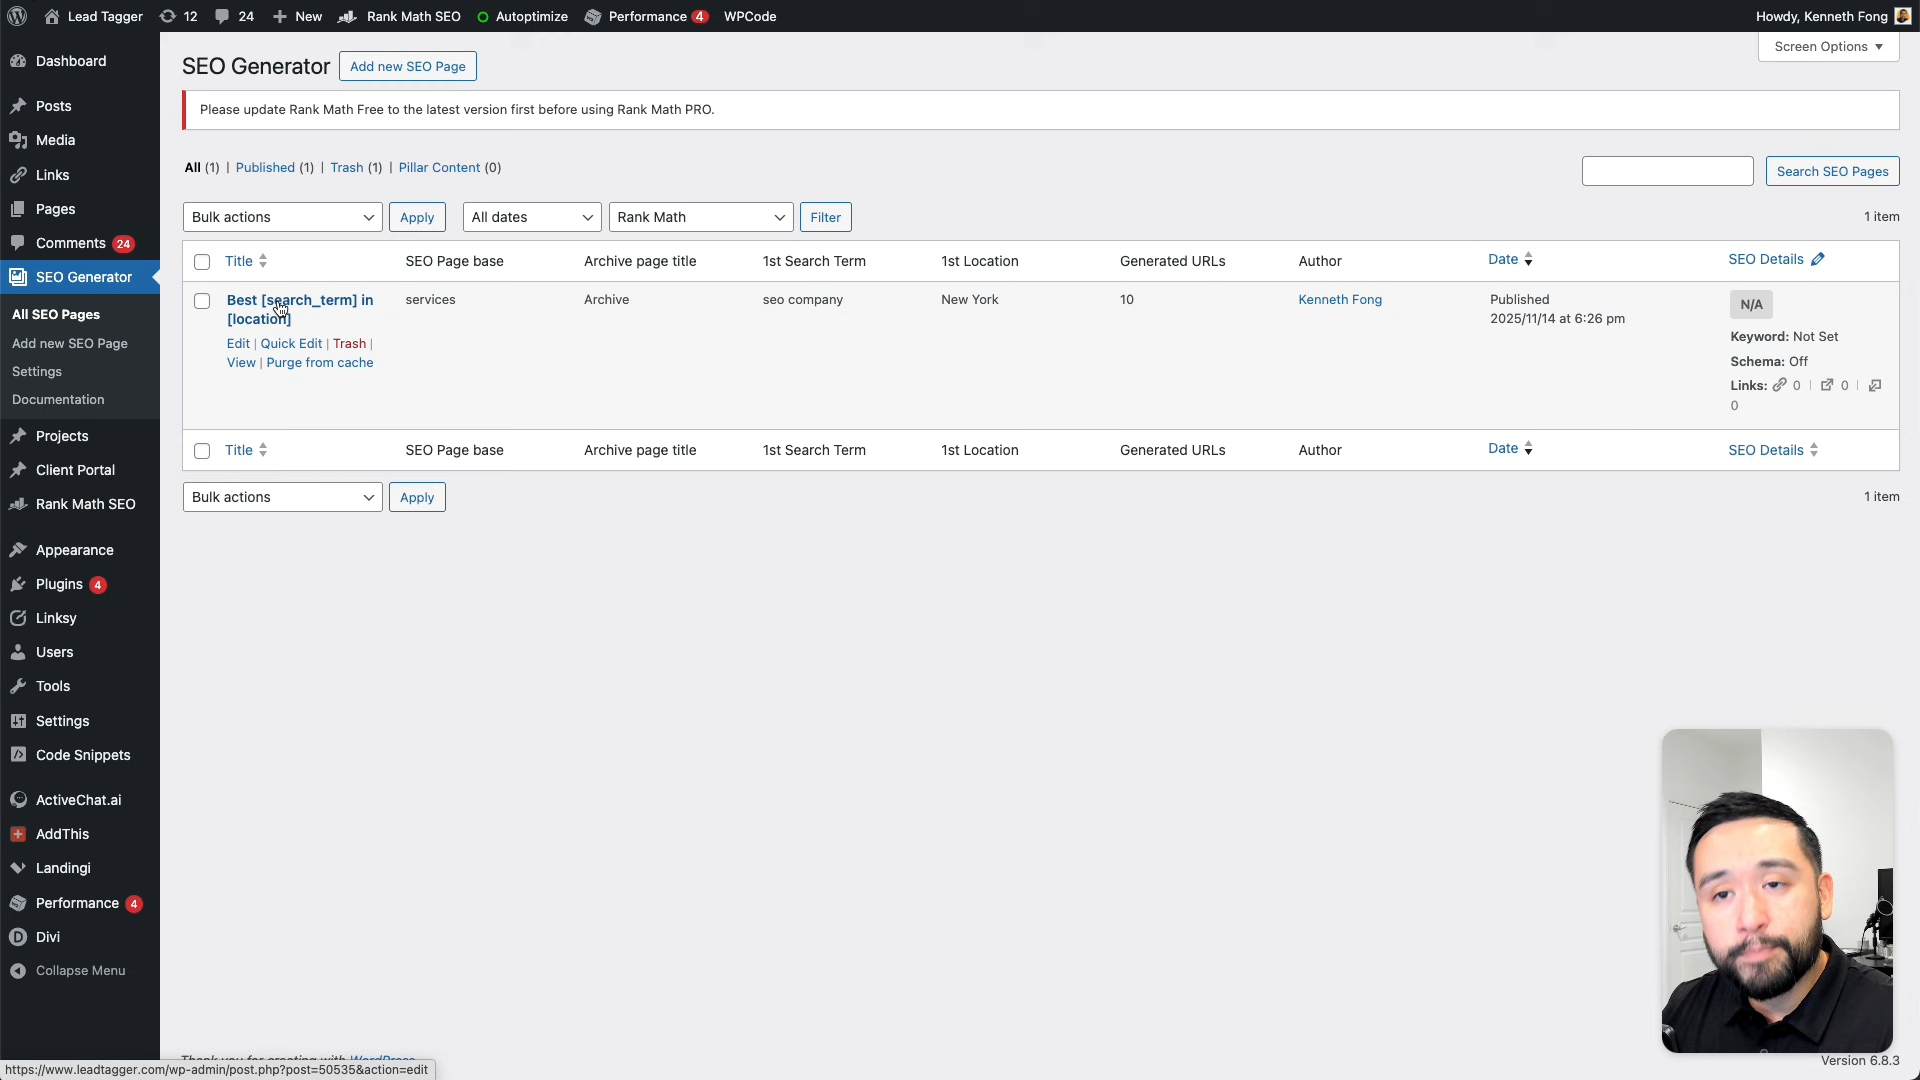 Lead Tagger 12 24 New Rank Math SEO Autoptimize Performance 4 WPCode Howdy, Kenneth Fong
Screen Options
Dashboard
Posts
Media
Links
Pages
Comments 24
SEO Generator
All SEO Pages
Add new SEO Page
Settings
Documentation
Projects
Client Portal
Rank Math SEO
Appearance
Plugins 4
Linksy
Users
Tools
Settings
Code Snippets
ActiveChat.ai
AddThis
Landingi
Performance 4
Divi
Collapse Menu
SEO Generator Add new SEO Page
Please update Rank Math Free to the latest version first before using Rank Math PRO.
All (1) | Published (1) | Trash (1) | Pillar Content (0)
Search SEO Pages
Bulk actions Apply All dates Rank Math Filter 1 item
Title SEO Page base Archive page title 1st Search Term 1st Location Generated URLs Author Date SEO Details
Best [search_term] in services Archive seo company New York 10 Kenneth Fong Published N/A
[location] 2025/11/14 at 6:26 pm
Edit | Quick Edit | Trash | Keyword: Not Set
View | Purge from cache Schema: Off
Links: 0 | 0 |
0
Title SEO Page base Archive page title 1st Search Term 1st Location Generated URLs Author Date SEO Details
Bulk actions Apply 1 item
Thank you for creating with WordPress
Version 6.8.3
https://www.leadtagger.com/wp-admin/post.php?post=50535&action=edit